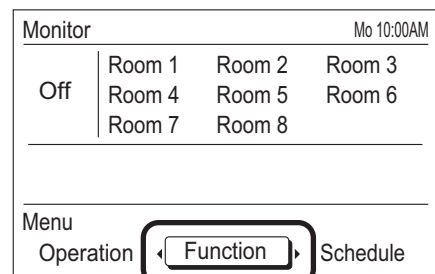 Monitor Mo 10:00AM
Off Room 1 Room 2 Room 3
Room 4 Room 5 Room 6
Room 7 Room 8
Menu
Operation Function Schedule